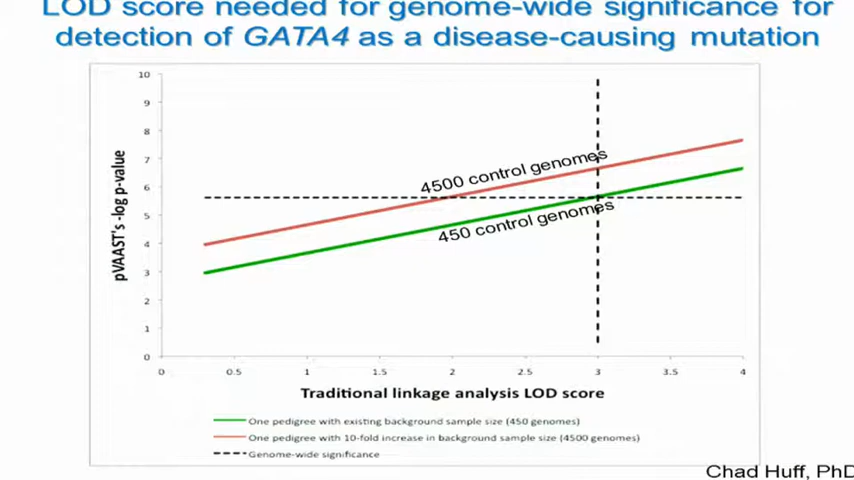 LOD score needed for genome-wide significance for
detection of GATA4 as a disease-causing mutation
10
9
8
7
6
5
4
3
2
1
0
pVAAST's -log p-value
4500 control genomes
450 control genomes
0 0.5 1 1.5 2 2.5 3 3.5 4
Traditional linkage analysis LOD score
One pedigree with existing background sample size (450 genomes)
One pedigree with 10-fold increase in background sample size (4500 genomes)
Genome-wide significance
Chad Huff, PhD